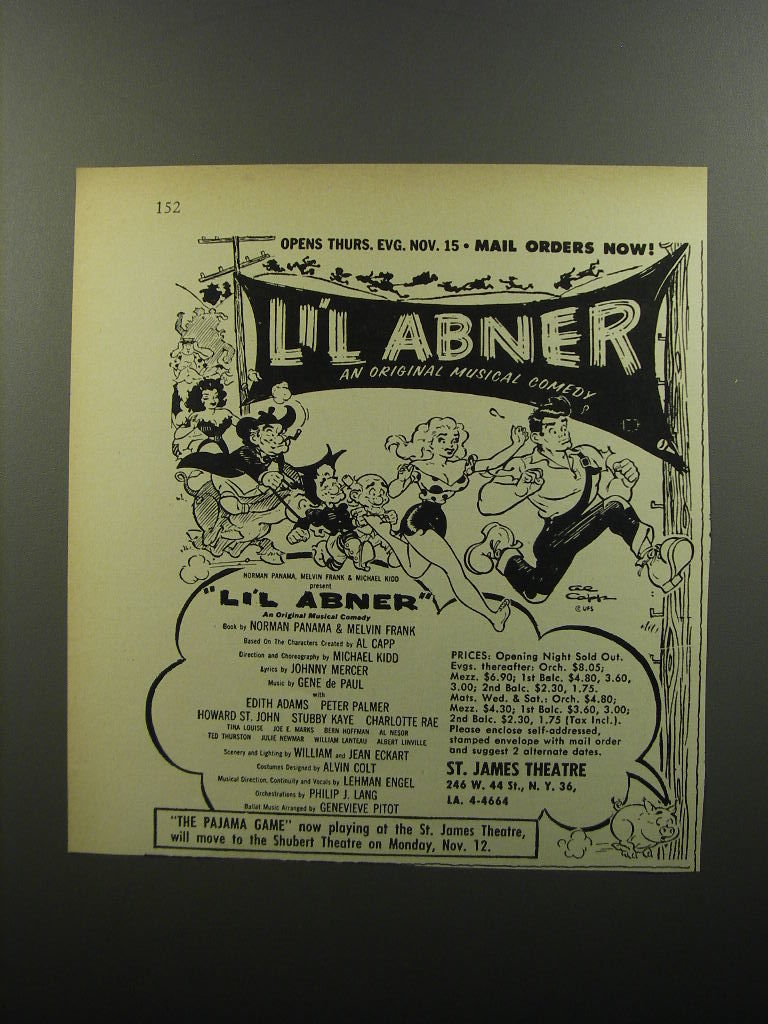 152
OPENS THURS. EVG. NOV. 15 • MAIL ORDERS NOW!
LI'L ABNER
AN ORIGINAL MUSICAL COMEDY
AL CAPP
© UFS
NORMAN PANAMA, MELVIN FRANK & MICHAEL KIDD
present
"LI'L ABNER"
An Original Musical Comedy
Book by NORMAN PANAMA & MELVIN FRANK
Based On The Characters Created by AL CAPP
Direction and Choreography by MICHAEL KIDD
Lyrics by JOHNNY MERCER
Music by GENE de PAUL
with
EDITH ADAMS PETER PALMER
HOWARD ST. JOHN STUBBY KAYE CHARLOTTE RAE
TINA LOUISE JOE E. MARKS BERN HOFFMAN AL NESOR
TED THURSTON JULIE NEWMAR WILLIAM LANTEAU ALBERT LINVILLE
Scenery and Lighting by WILLIAM and JEAN ECKART
Costumes Designed by ALVIN COLT
Musical Direction, Continuity and Vocals by LEHMAN ENGEL
Orchestrations by PHILIP J. LANG
Ballet Music Arranged by GENEVIEVE PITOT
PRICES: Opening Night Sold Out.
Evgs. thereafter: Orch. $8.05;
Mezz. $6.90; 1st Balc. $4.80, 3.60,
3.00; 2nd Balc. $2.30, 1.75.
Mats. Wed. & Sat.: Orch. $4.80;
Mezz. $4.30; 1st Balc. $3.60, 3.00;
2nd Balc. $2.30, 1.75 (Tax Incl.).
Please enclose self-addressed,
stamped envelope with mail order
and suggest 2 alternate dates.
ST. JAMES THEATRE
246 W. 44 St., N. Y. 36,
LA. 4-4664
"THE PAJAMA GAME" now playing at the St. James Theatre,
will move to the Shubert Theatre on Monday, Nov. 12.